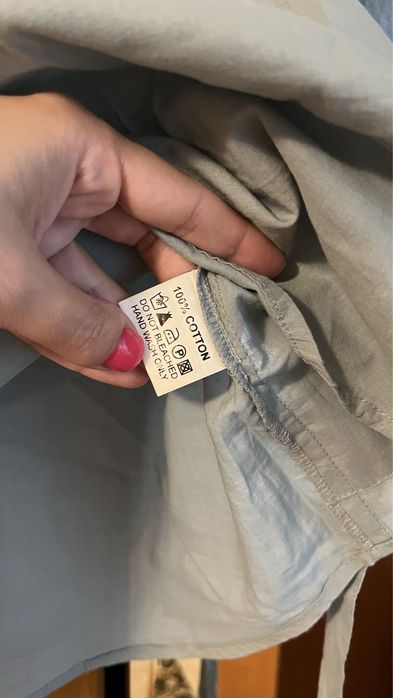 100% COTTON
P
DO NOT BLEACHED
HAND WASH ONLY